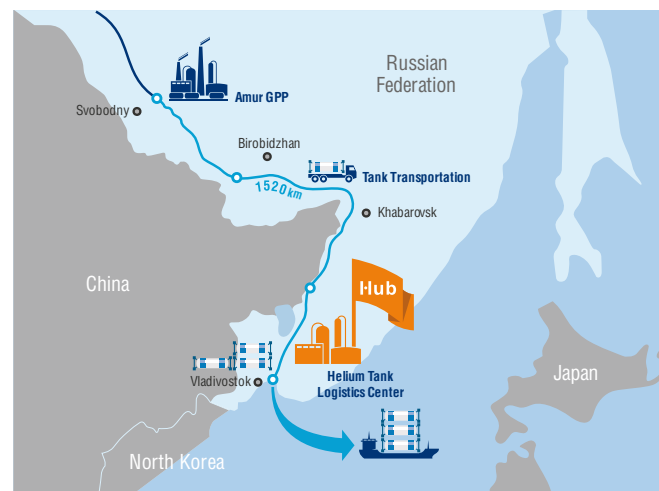 Russian
Federation
Amur GPP
Svobodny
Birobidzhan
Tank Transportation
1520 km
Khabarovsk
China
Hub
Helium Tank
Logistics Center
Vladivostok
Japan
North Korea